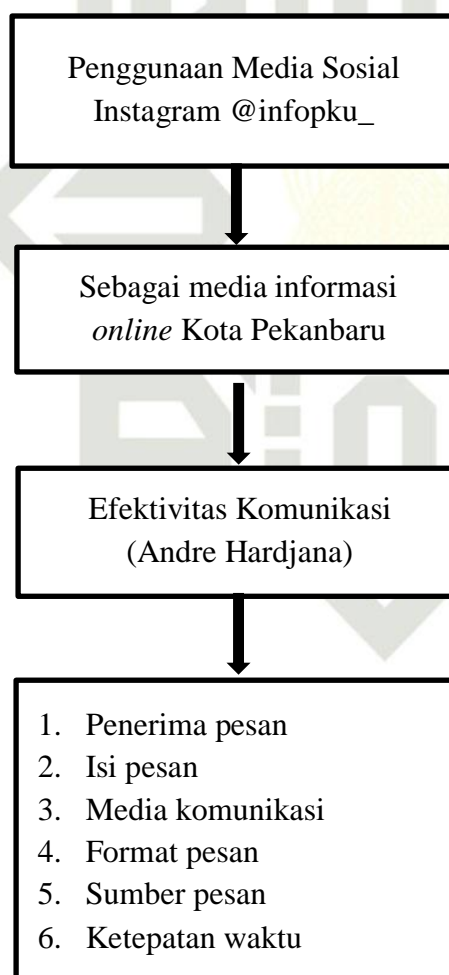 Penggunaan Media Sosial
Instagram @infopku_
Sebagai media informasi
online Kota Pekanbaru
Efektivitas Komunikasi
(Andre Hardjana)
1. Penerima pesan
2. Isi pesan
3. Media komunikasi
4. Format pesan
5. Sumber pesan
6. Ketepatan waktu